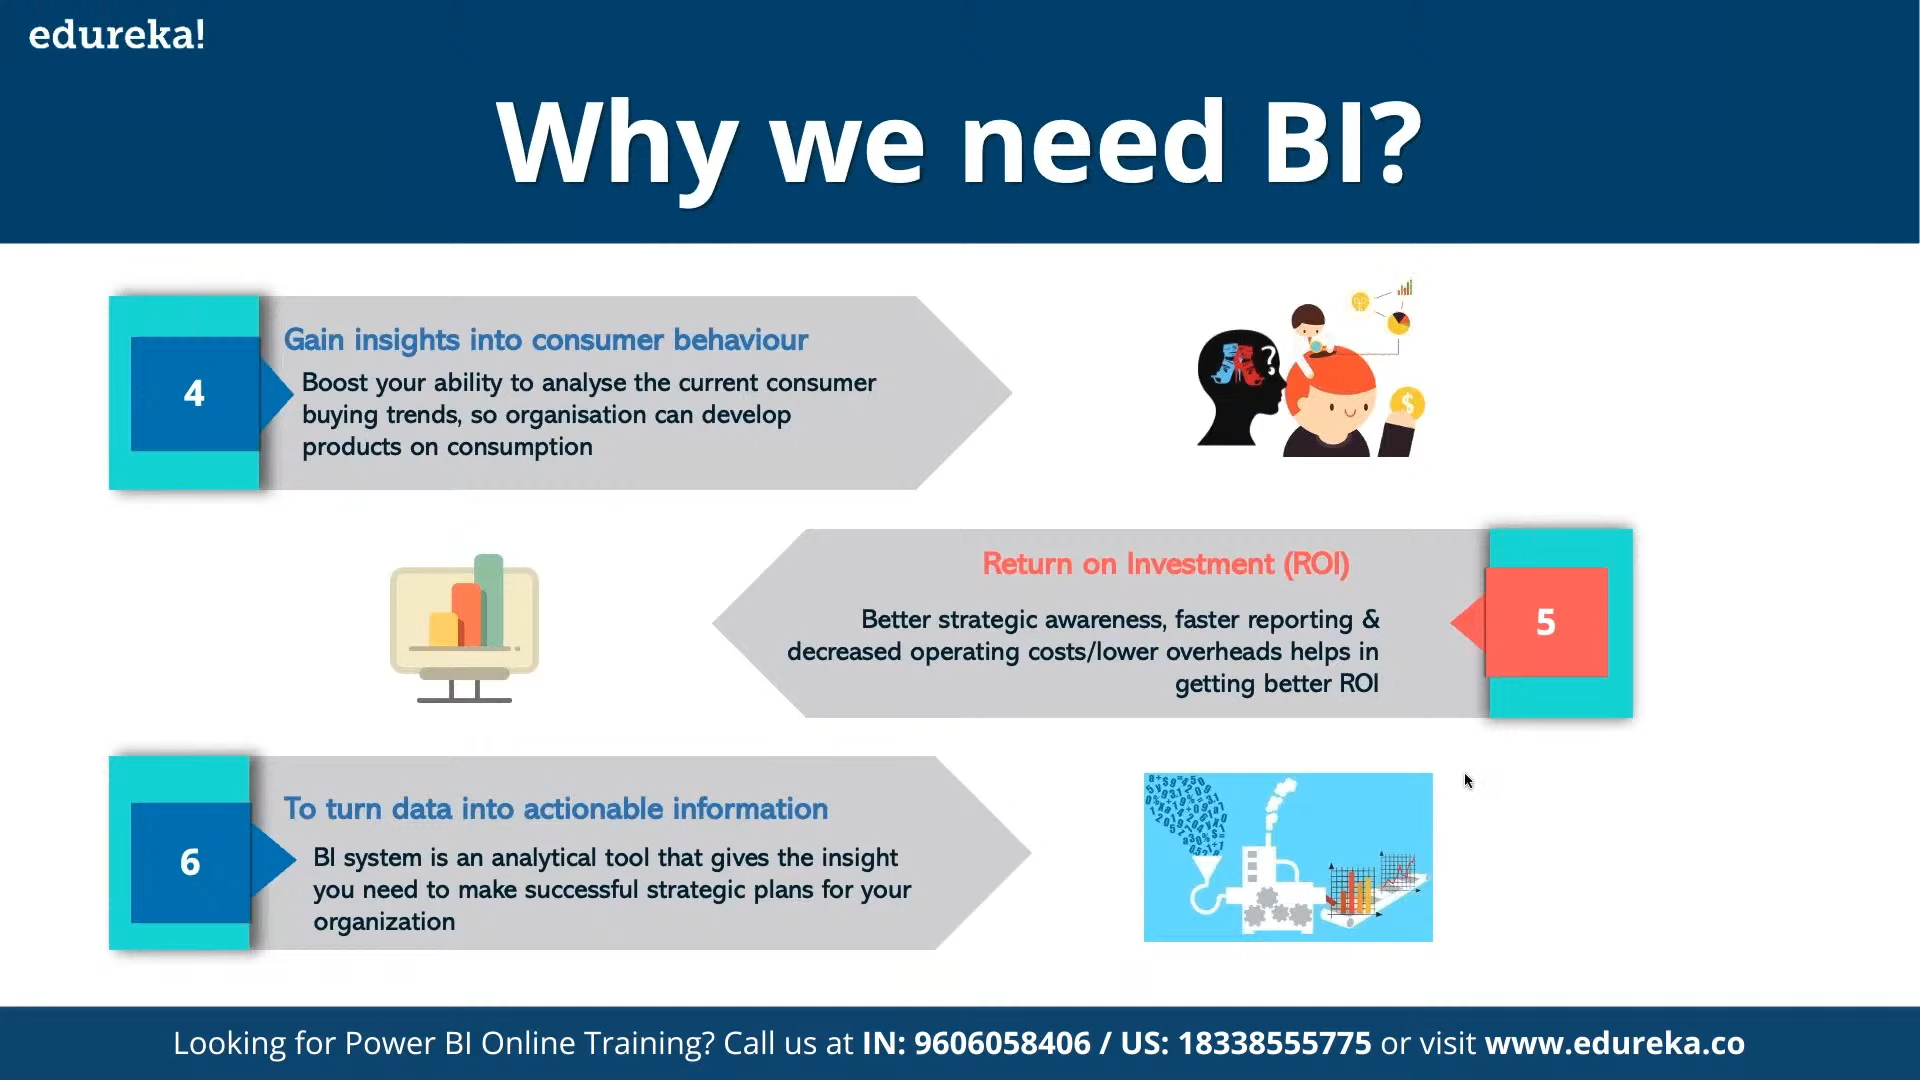 edureka!
Why we need BI?
4
Gain insights into consumer behaviour
Boost your ability to analyse the current consumer
buying trends, so organisation can develop
products on consumption
?
$
Return on Investment (ROI)
Better strategic awareness, faster reporting &
decreased operating costs/lower overheads helps in
getting better ROI
5
6
To turn data into actionable information
BI system is an analytical tool that gives the insight
you need to make successful strategic plans for your
organization
Looking for Power BI Online Training? Call us at IN: 9606058406 / US: 18338555775 or visit www.edureka.co